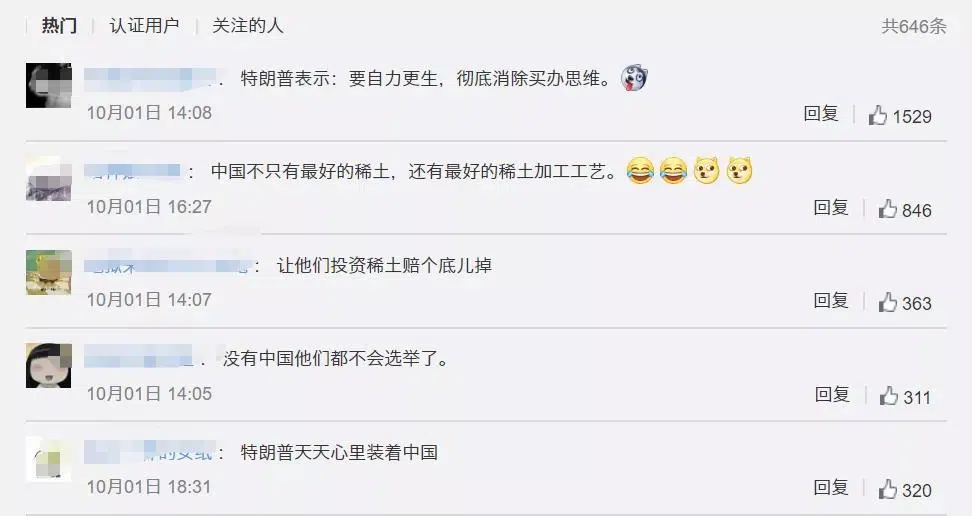 热门 认证用户 关注的人 共646条
： 特朗普表示：要自力更生，彻底消除买办思维。
10月01日 14:08 回复 1529
： 中国不只有最好的稀土，还有最好的稀土加工工艺。
10月01日 16:27 回复 846
： 让他们投资稀土赔个底儿掉
10月01日 14:07 回复 363
： 没有中国他们都不会选举了。
10月01日 14:05 回复 311
： 特朗普天天心里装着中国
10月01日 18:31 回复 320